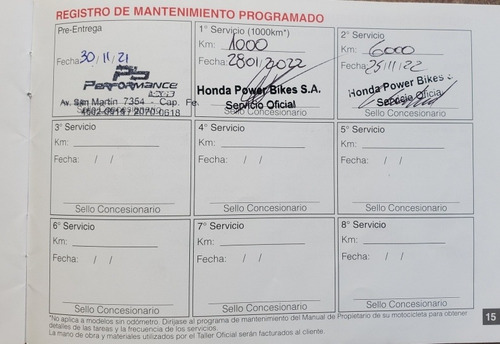 REGISTRO DE MANTENIMIENTO PROGRAMADO
Pre-Entrega
Fecha: 30/11/21
PERFORMANCE
Av. San Martin 7354 - Cap. Fe.
1° Servicio (1000km*)
Km: 1000
Fecha: 28/01/2022
Honda Power Bikes S.A.
Servicio Oficial
Sello Concesionario
2° Servicio
Km: 6000
Fecha: 25/11/22
Honda Power Bikes
Servicio Oficial
Sello Concesionario
3° Servicio
Km:
Fecha: / /
Sello Concesionario
4° Servicio
Km:
Fecha: / /
Sello Concesionario
5° Servicio
Km:
Fecha: / /
Sello Concesionario
6° Servicio
Km:
Fecha: / /
Sello Concesionario
7° Servicio
Km:
Fecha: / /
Sello Concesionario
8° Servicio
Km:
Fecha: / /
Sello Concesionario
*No aplica a modelos sin odómetro. Diríjase al programa de mantenimiento del Manual de Propietario de su motocicleta para obtener
detalles de las tareas y la frecuencia de los servicios.
La mano de obra y materiales utilizados por el Taller Oficial serán facturados al cliente.
15